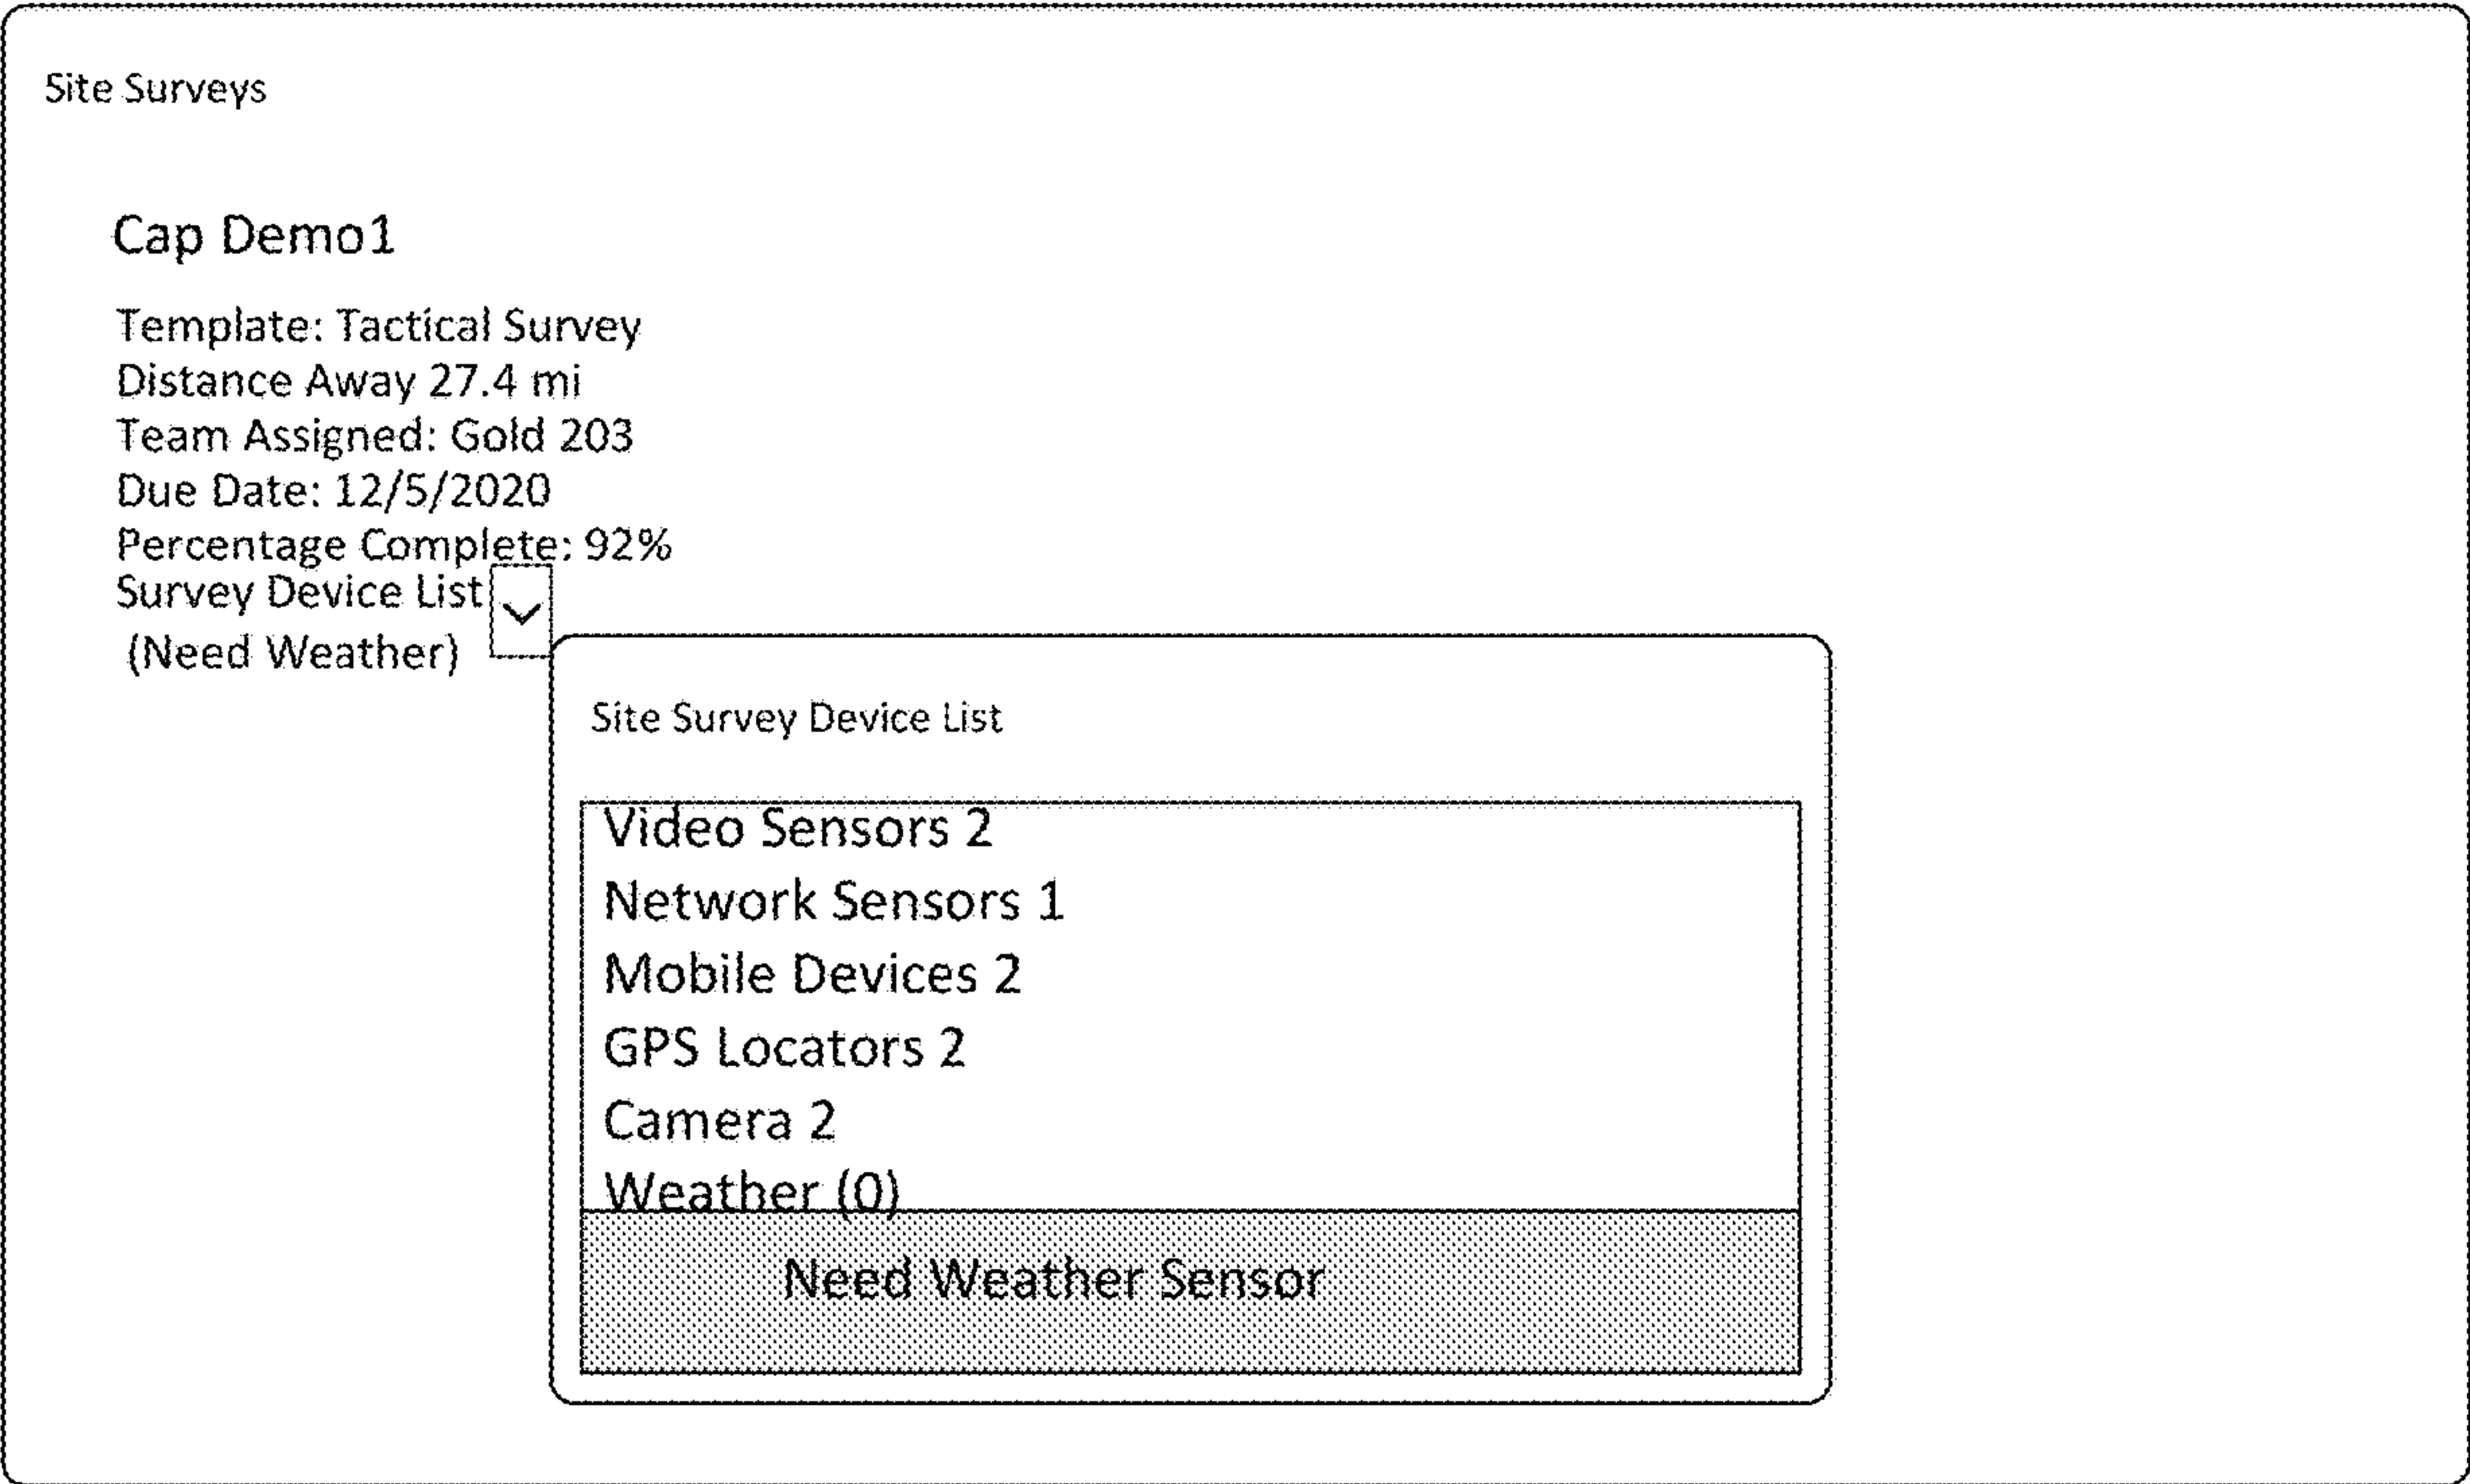 Site Surveys
Cap Demo1
Template: Tactical Survey
Distance Away 27.4 mi
Team Assigned: Gold 203
Due Date: 12/5/2020
Percentage Complete: 92%
Survey Device List
(Need Weather)
Site Survey Device List
Video Sensors 2
Network Sensors 1
Mobile Devices 2
GPS Locators 2
Camera 2
Weather (0)
Need Weather Sensor